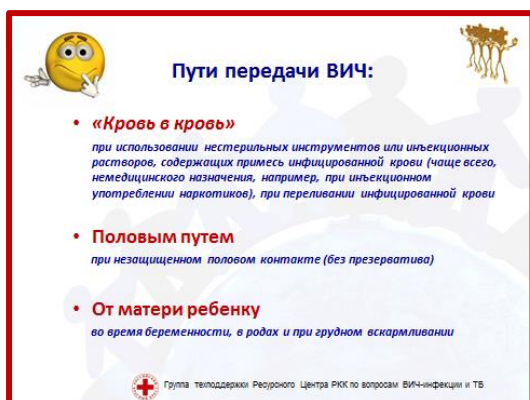 Пути передачи ВИЧ:
• «Кровь в кровь»
при использовании нестерильных инструментов или инъекционных
растворов, содержащих примесь инфицированной крови (чаще всего,
немедицинского назначения, например, при инъекционном
употреблении наркотиков), при переливании инфицированной крови
• Половым путем
при незащищенном половом контакте (без презерватива)
• От матери ребенку
во время беременности, в родах и при грудном вскармливании
Группа техподдержки Ресурсного Центра РКК по вопросам ВИЧ-инфекции и ТБ